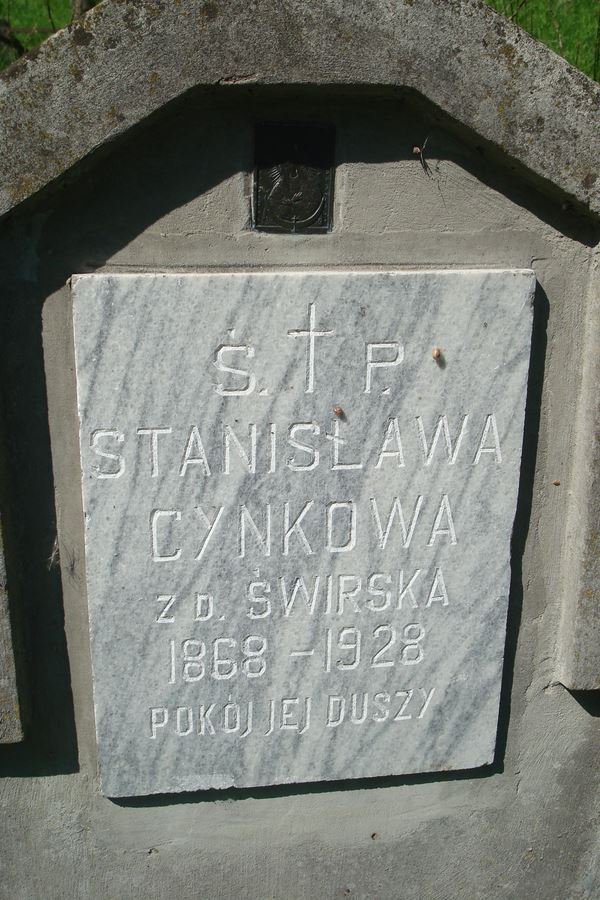 Ś. † P.
STANISŁAWA
CYNKOWA
Z D. ŚWIRSKA
1868 – 1928
POKÓJ JEJ DUSZY